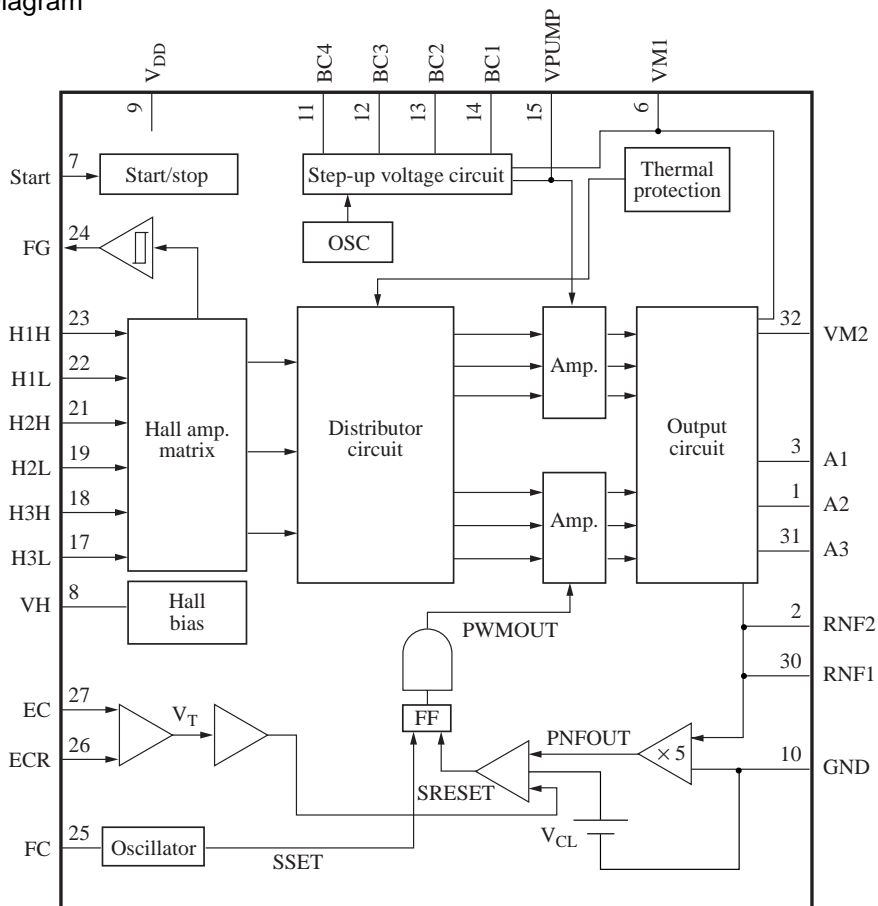 Diagram
V_DD
BC4
BC3
BC2
BC1
VPUMP
VM1
9
11
12
13
14
15
6
Start
7
Start/stop
Step-up voltage circuit
Thermal
protection
OSC
FG
24
H1H
23
H1L
22
H2H
21
H2L
19
H3H
18
H3L
17
Hall amp.
matrix
Distributor
circuit
Amp.
Amp.
Output
circuit
32
VM2
3
A1
1
A2
31
A3
VH
8
Hall
bias
PWMOUT
2
RNF2
30
RNF1
EC
27
ECR
26
V_T
FF
PNFOUT
× 5
10
GND
SRESET
V_CL
FC
25
Oscillator
SSET